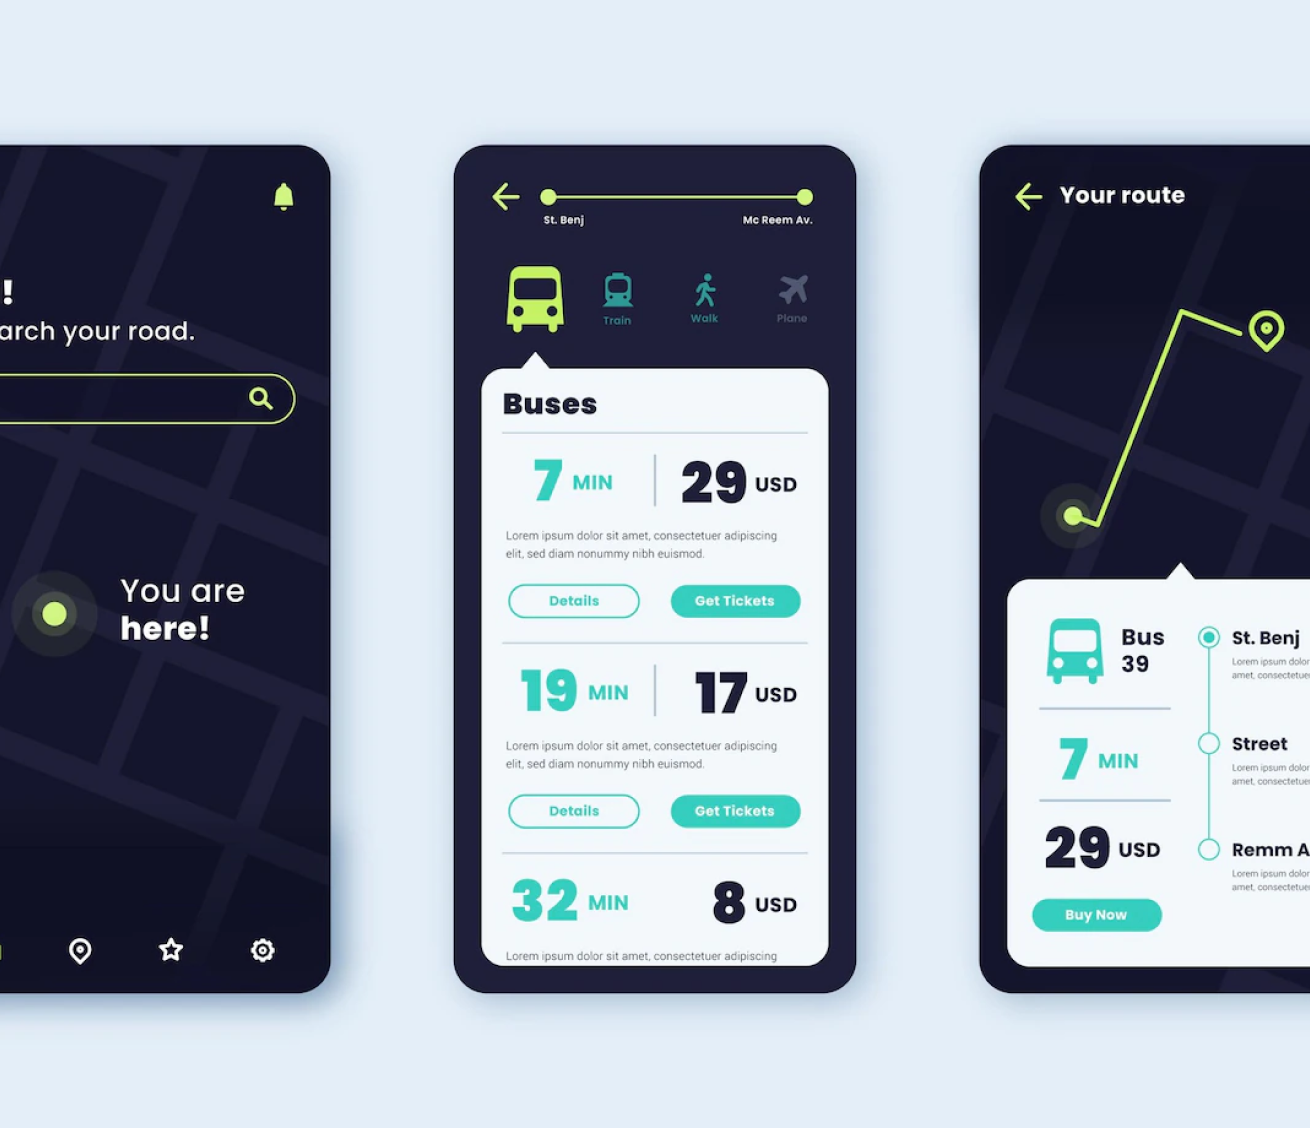 !
arch your road.
You are
here!
St. Benj
Mc Reem Av.
Train
Walk
Plane
Buses
7 MIN
29 USD
Lorem ipsum dolor sit amet, consectetuer adipiscing
elit, sed diam nonummy nibh euismod.
Details
Get Tickets
19 MIN
17 USD
Lorem ipsum dolor sit amet, consectetuer adipiscing
elit, sed diam nonummy nibh euismod.
Details
Get Tickets
32 MIN
8 USD
Lorem ipsum dolor sit amet, consectetuer adipiscing
Your route
Bus
39
7 MIN
29 USD
Buy Now
St. Benj
Lorem ipsum dolor
amet, consectetue
Street
Lorem ipsum dolor
amet, consectetue
Remm A
Lorem ipsum dolor
amet, consectetue